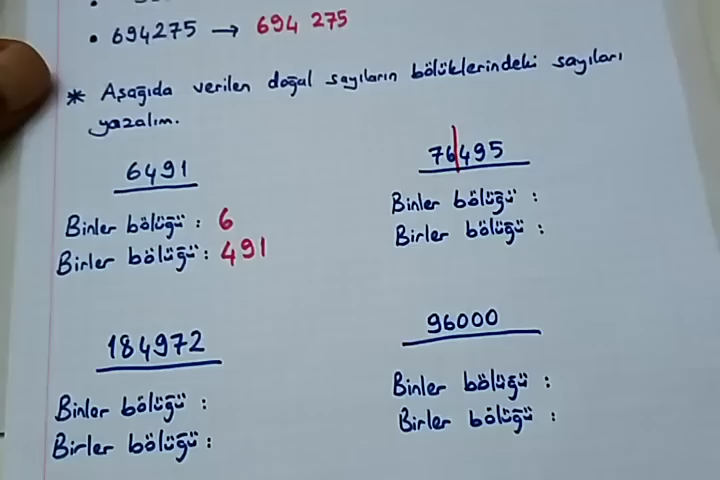 • 694275 → 694 275
* Aşağıda verilen doğal sayıların bölüklerindeki sayıları
yazalım.
6491
Binler bölüğü : 6
Birler bölüğü : 491
76495
Binler bölüğü :
Birler bölüğü :
184972
Binler bölüğü :
Birler bölüğü :
96000
Binler bölüğü :
Birler bölüğü :